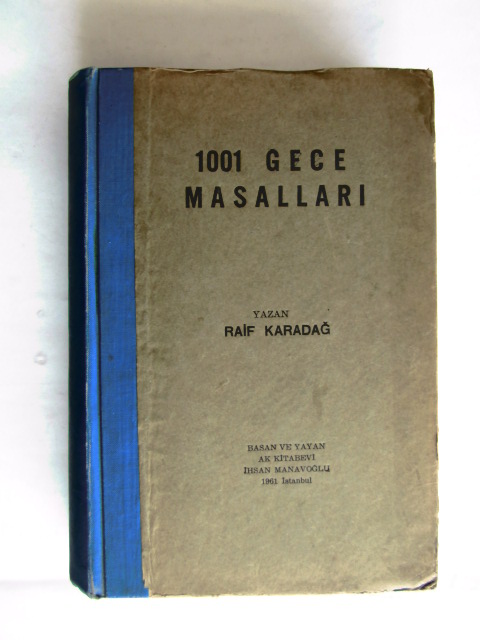 1001 GECE
MASALLARI
YAZAN
RAİF KARADAĞ
BASAN VE YAYAN
AK KİTABEVİ
İHSAN MANAVOĞLU
1961 İstanbul